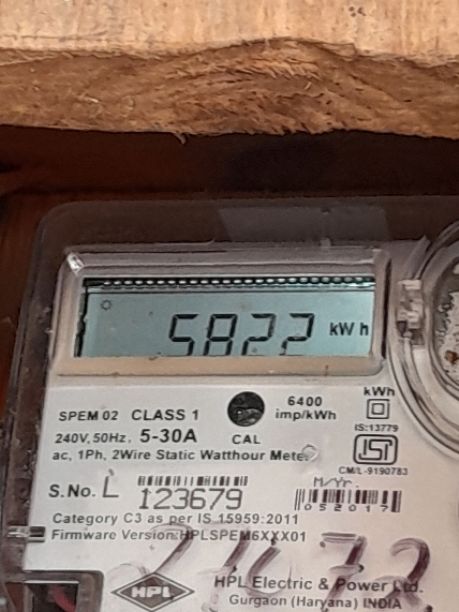 5822 kWh
SPEM 02 CLASS 1
6400
imp/kWh
kWh
240V, 50Hz, 5-30A
CAL
IS:13779
ac, 1Ph, 2Wire Static Watthour Meter
ISI
CM/L-9190783
S.No. L 123679
M/Yr.
052017
Category C3 as per IS 15959:2011
Firmware Version:HPLSPEM6XXX01
HPL
HPL Electric & Power Ltd.
Gurgaon (Haryana) INDIA